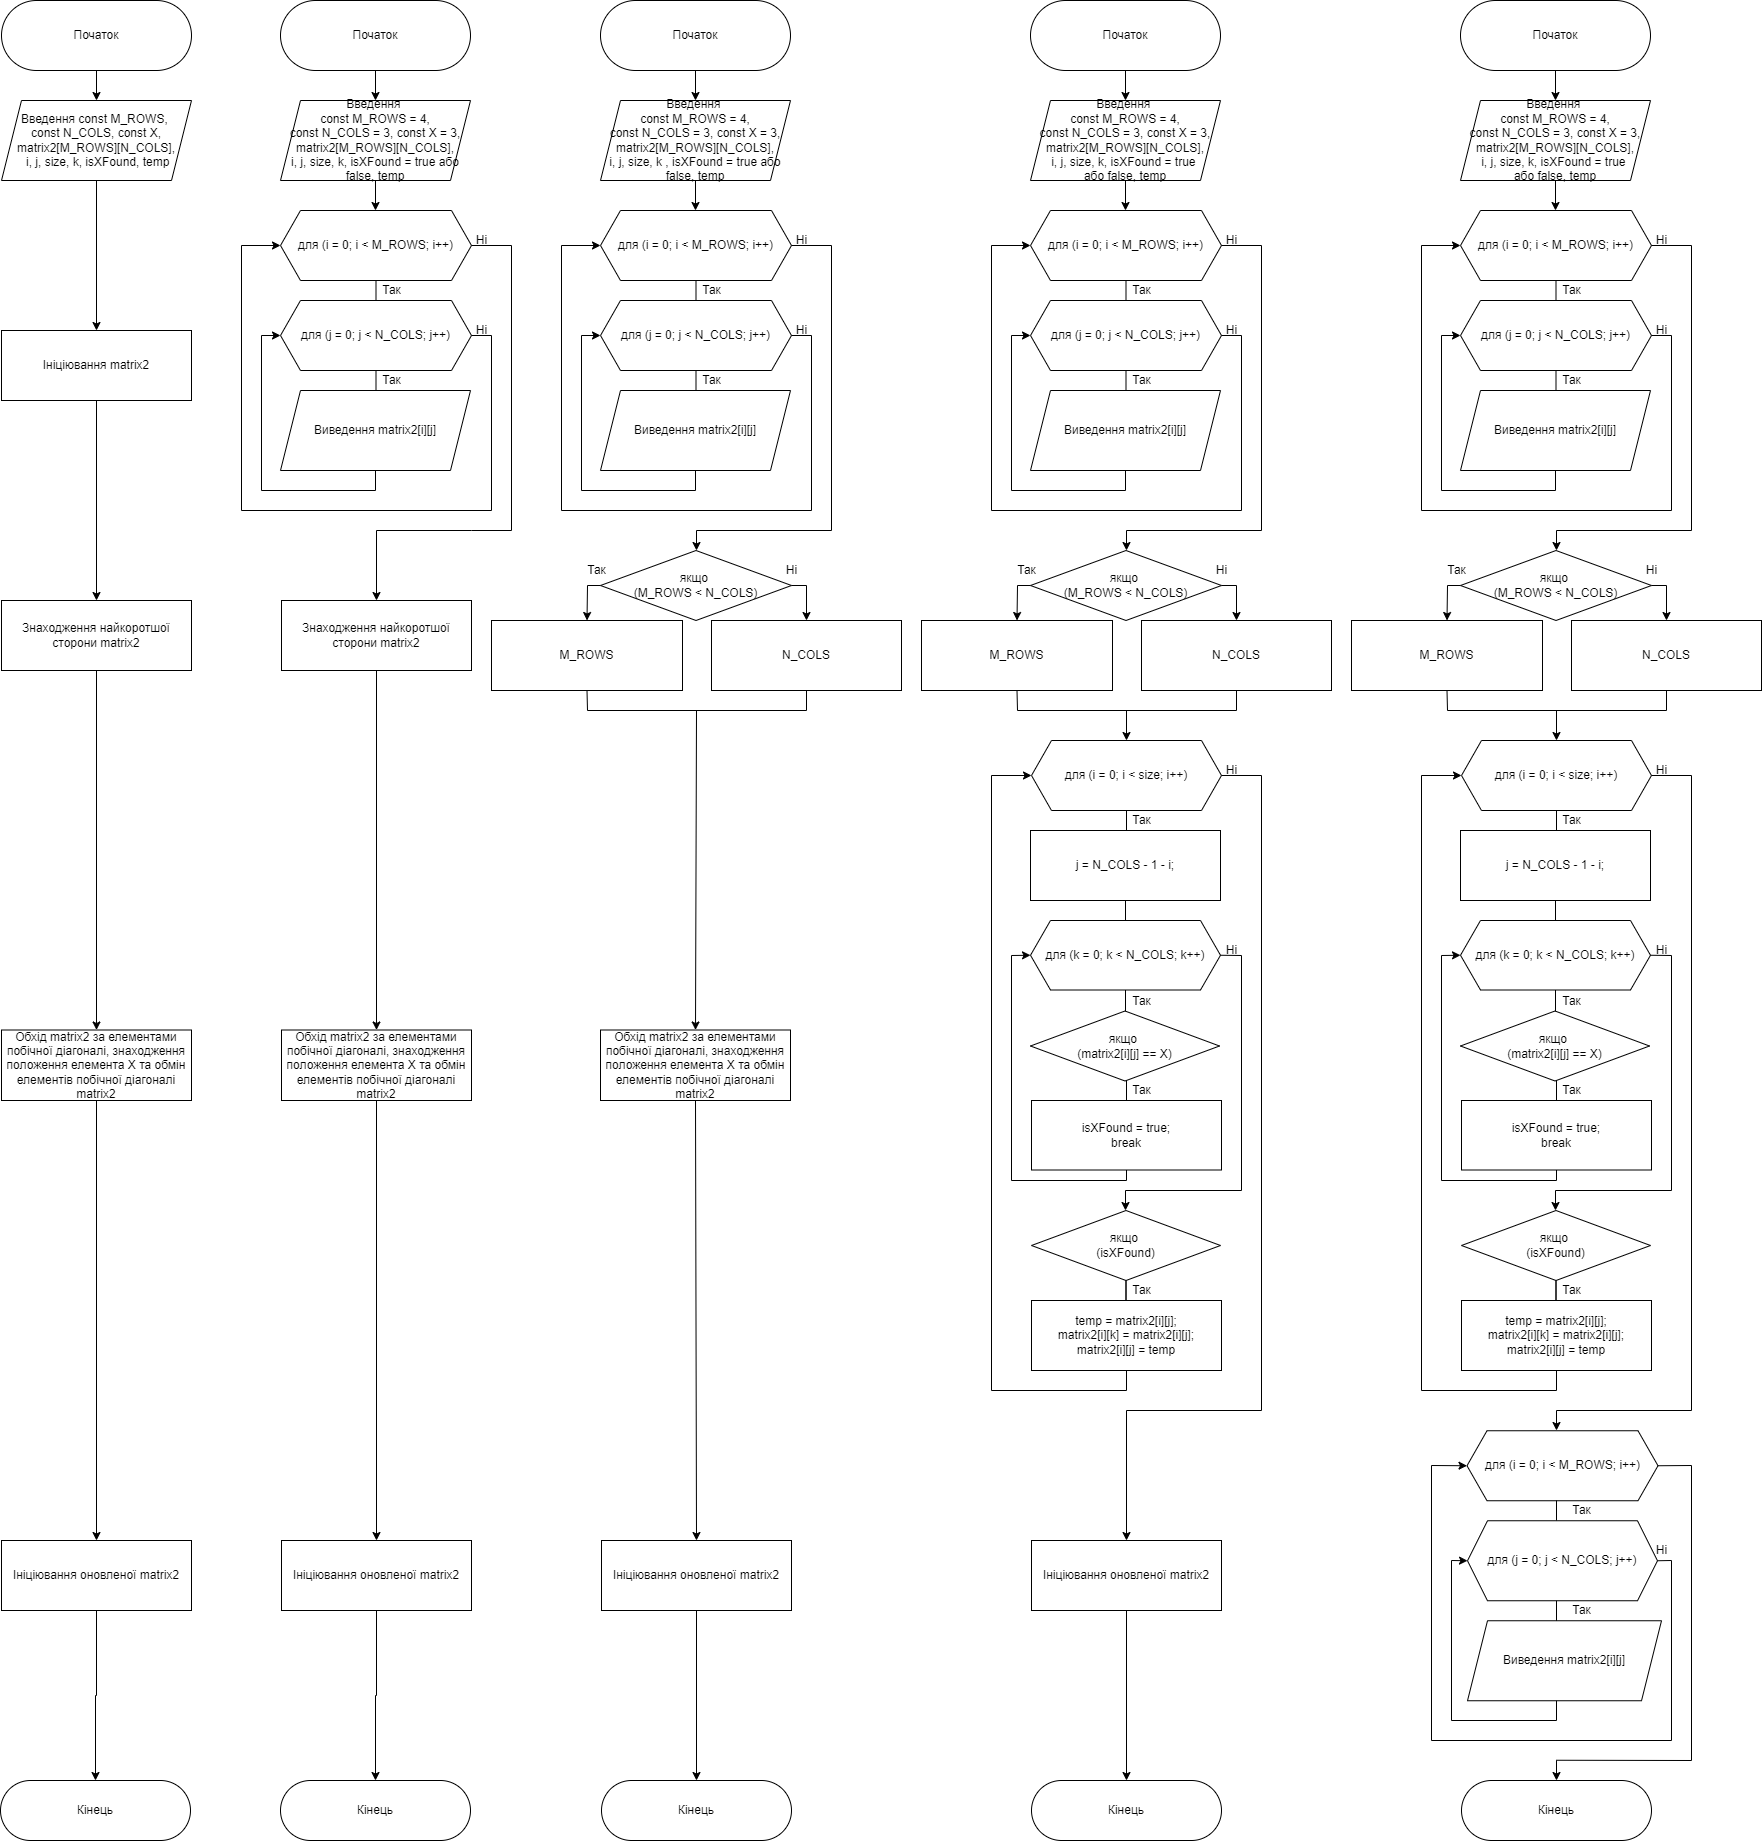 Початок
Введення const M_ROWS,
const N_COLS, const X,
matrix2[M_ROWS][N_COLS],
i, j, size, k, isXFound, temp
Ініціювання matrix2
Знаходження найкоротшої
сторони matrix2
Обхід matrix2 за елементами
побічної діагоналі, знаходження
положення елемента X та обмін
елементів побічної діагоналі
matrix2
Ініціювання оновленої matrix2
Кінець
Початок
Введення
const M_ROWS = 4,
const N_COLS = 3, const X = 3,
matrix2[M_ROWS][N_COLS],
i, j, size, k, isXFound = true або
false, temp
для (i = 0; i < M_ROWS; i++)
Ні
Так
для (j = 0; j < N_COLS; j++)
Ні
Так
Виведення matrix2[i][j]
Знаходження найкоротшої
сторони matrix2
Обхід matrix2 за елементами
побічної діагоналі, знаходження
положення елемента X та обмін
елементів побічної діагоналі
matrix2
Ініціювання оновленої matrix2
Кінець
Початок
Введення
const M_ROWS = 4,
const N_COLS = 3, const X = 3,
matrix2[M_ROWS][N_COLS],
i, j, size, k , isXFound = true або
false, temp
для (i = 0; i < M_ROWS; i++)
Ні
Так
для (j = 0; j < N_COLS; j++)
Ні
Так
Виведення matrix2[i][j]
Так
якщо
(M_ROWS < N_COLS)
Ні
M_ROWS
N_COLS
Обхід matrix2 за елементами
побічної діагоналі, знаходження
положення елемента X та обмін
елементів побічної діагоналі
matrix2
Ініціювання оновленої matrix2
Кінець
Початок
Введення
const M_ROWS = 4,
const N_COLS = 3, const X = 3,
matrix2[M_ROWS][N_COLS],
i, j, size, k, isXFound = true
або false, temp
для (i = 0; i < M_ROWS; i++)
Ні
Так
для (j = 0; j < N_COLS; j++)
Ні
Так
Виведення matrix2[i][j]
Так
якщо
(M_ROWS < N_COLS)
Ні
M_ROWS
N_COLS
для (i = 0; i < size; i++)
Ні
Так
j = N_COLS - 1 - i;
для (k = 0; k < N_COLS; k++)
Ні
Так
якщо
(matrix2[i][j] == X)
Так
isXFound = true;
break
якщо
(isXFound)
Так
temp = matrix2[i][j];
matrix2[i][k] = matrix2[i][j];
matrix2[i][j] = temp
Ініціювання оновленої matrix2
Кінець
Початок
Введення
const M_ROWS = 4,
const N_COLS = 3, const X = 3,
matrix2[M_ROWS][N_COLS],
i, j, size, k, isXFound = true
або false, temp
для (i = 0; i < M_ROWS; i++)
Ні
Так
для (j = 0; j < N_COLS; j++)
Ні
Так
Виведення matrix2[i][j]
Так
якщо
(M_ROWS < N_COLS)
Ні
M_ROWS
N_COLS
для (i = 0; i < size; i++)
Ні
Так
j = N_COLS - 1 - i;
для (k = 0; k < N_COLS; k++)
Ні
Так
якщо
(matrix2[i][j] == X)
Так
isXFound = true;
break
якщо
(isXFound)
Так
temp = matrix2[i][j];
matrix2[i][k] = matrix2[i][j];
matrix2[i][j] = temp
для (i = 0; i < M_ROWS; i++)
Так
для (j = 0; j < N_COLS; j++)
Ні
Так
Виведення matrix2[i][j]
Кінець